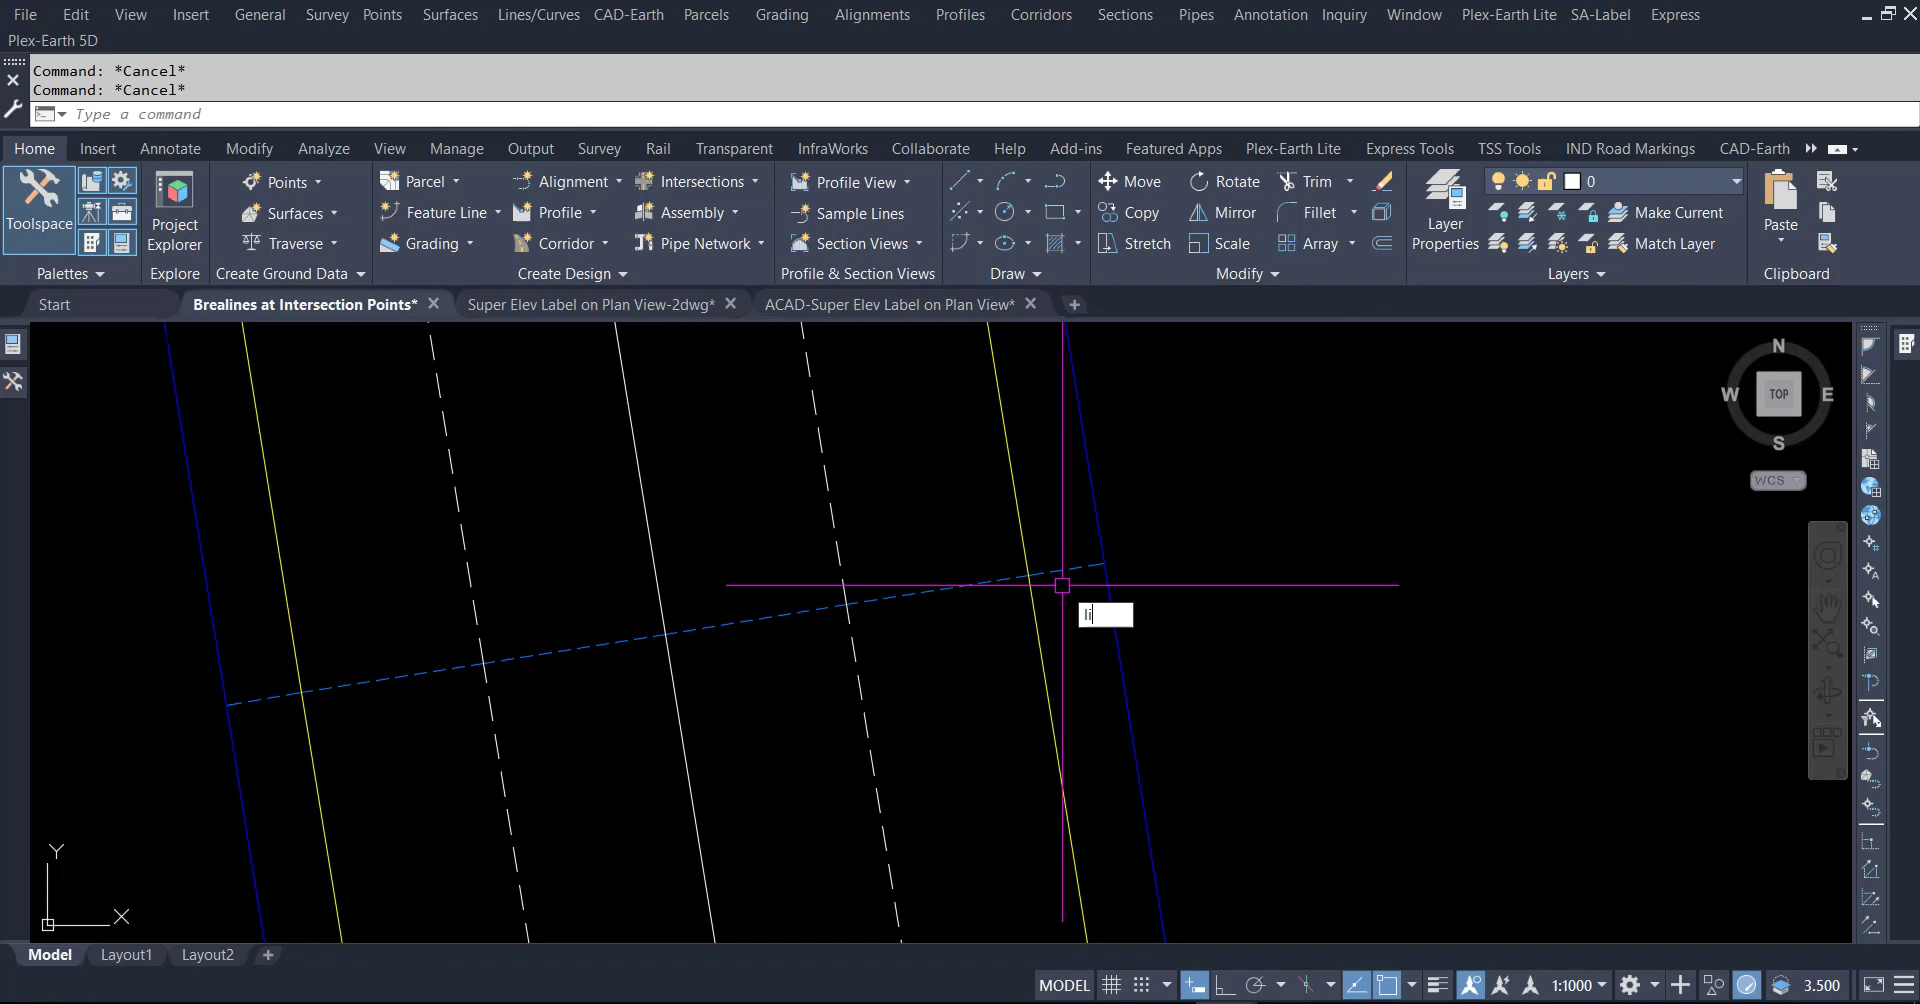 File Edit View Insert General Survey Points Surfaces Lines/Curves CAD-Earth Parcels Grading Alignments Profiles Corridors Sections Pipes Annotation Inquiry Window Plex-Earth Lite SA-Label Express
Plex-Earth 5D
Command: *Cancel*
Command: *Cancel*
Type a command
Home Insert Annotate Modify Analyze View Manage Output Survey Rail Transparent InfraWorks Collaborate Help Add-ins Featured Apps Plex-Earth Lite Express Tools TSS Tools IND Road Markings CAD-Earth
Points Parcel Alignment Intersections Profile View Move Rotate Trim 0
Toolspace Project Explorer Surfaces Feature Line Profile Assembly Sample Lines Copy Mirror Fillet Layer Properties Make Current Paste
Traverse Grading Corridor Pipe Network Section Views Stretch Scale Array Match Layer
Palettes Explore Create Ground Data Create Design Profile & Section Views Draw Modify Layers Clipboard
Start Brealines at Intersection Points* Super Elev Label on Plan View-2dwg* ACAD-Super Elev Label on Plan View*
N
W TOP E
S
WCS
li
Y
X
Model Layout1 Layout2
MODEL 1:1000 3.500